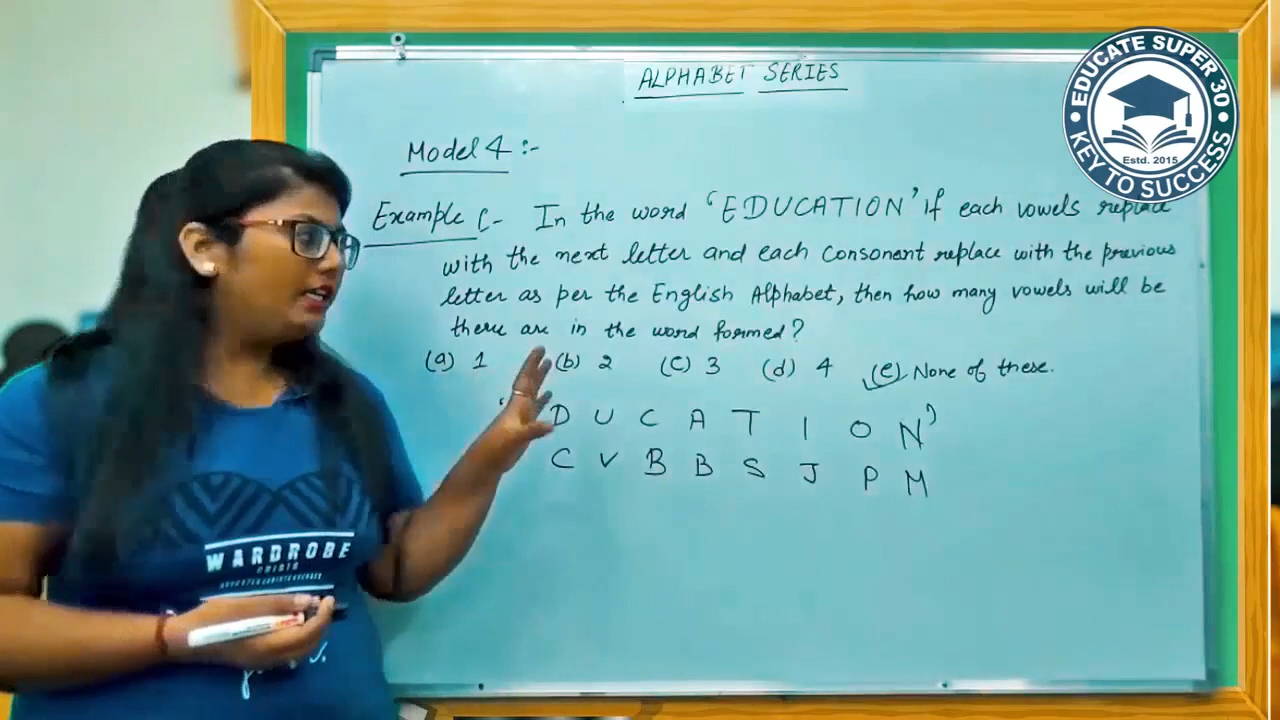 ALPHABET SERIES
EDUCATE SUPER 30
Estd. 2015
KEY TO SUCCESS
Model 4 :-
Example :- In the word 'EDUCATION' if each vowels replace
with the next letter and each consonant replace with the previous
letter as per the English Alphabet, then how many vowels will be
there are in the word formed?
(a) 1 (b) 2 (c) 3 (d) 4 (e) None of these.
D U C A T I O N'
C V B B S J P M
WARDROBE